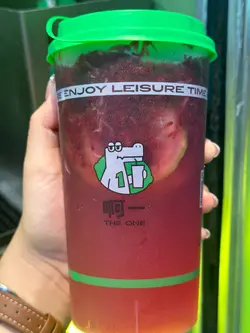 E ENJOY LEISURE TIME
1
啊一
THE ONE